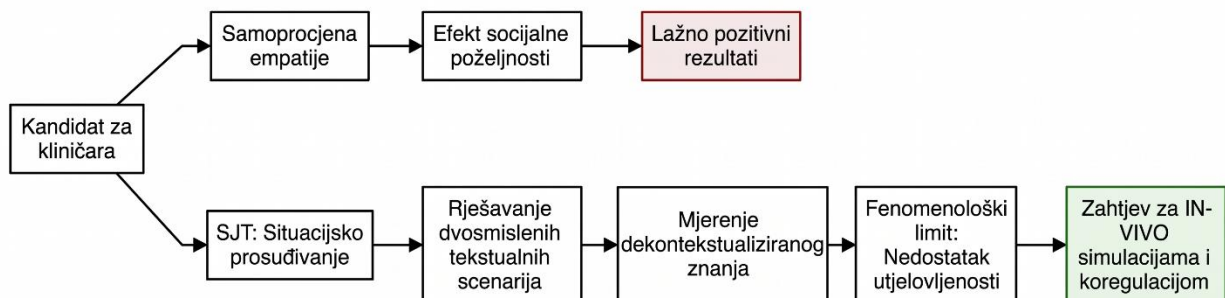 Samoprocjena
empatije
Efekt socijalne
poželjnosti
Lažno pozitivni
rezultati
Kandidat za
kliničara
SJT: Situacijsko
prosuđivanje
Rješavanje
dvosmislenih
tekstualnih
scenarija
Mjerenje
dekontekstualiziranog
znanja
Fenomenološki
limit:
Nedostatak
utjelovljenosti
Zahtjev za IN-
VIVO
simulacijama i
koregulacijom